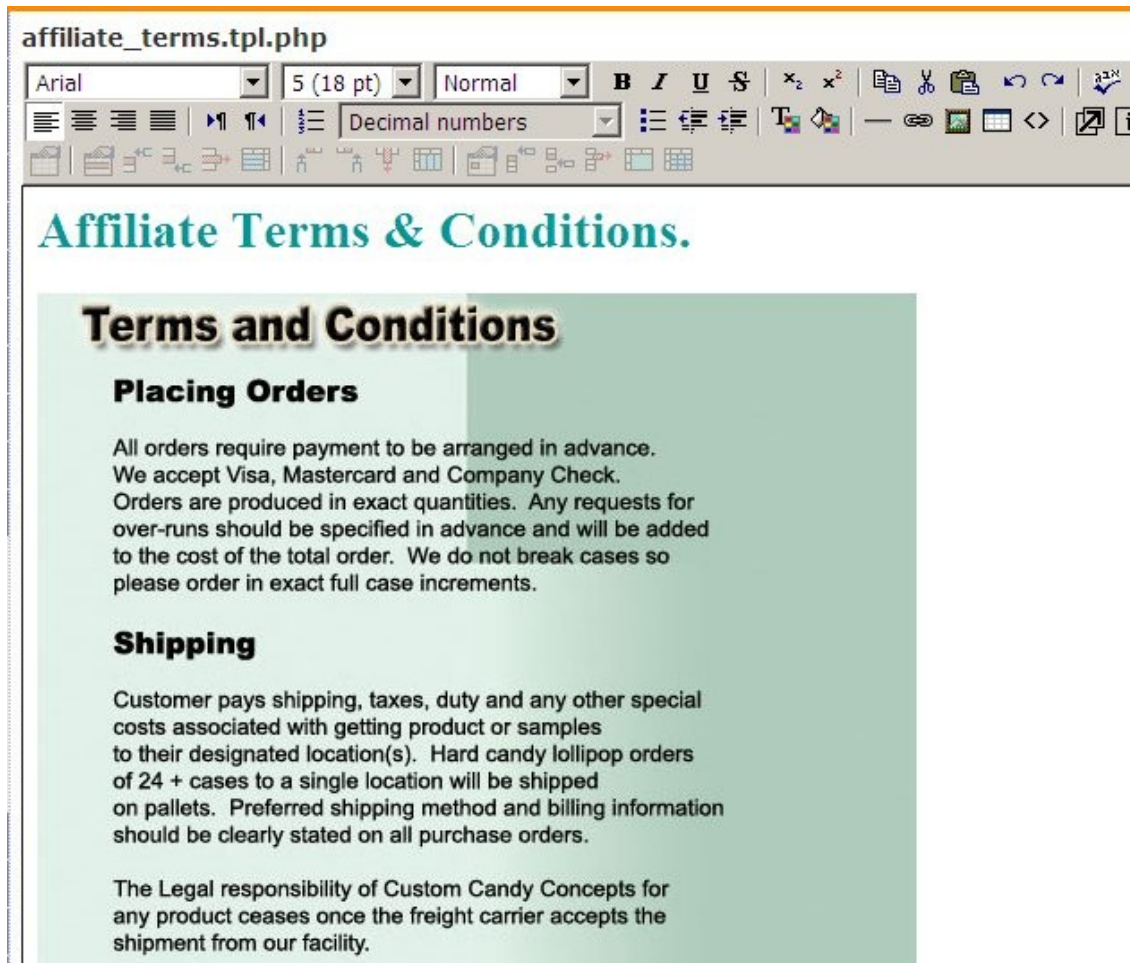 affiliate_terms.tpl.php
Arial 5 (18 pt) Normal B I U S ×₂ ×²
Decimal numbers
Affiliate Terms & Conditions.
Terms and Conditions
Placing Orders
All orders require payment to be arranged in advance.
We accept Visa, Mastercard and Company Check.
Orders are produced in exact quantities. Any requests for
over-runs should be specified in advance and will be added
to the cost of the total order. We do not break cases so
please order in exact full case increments.
Shipping
Customer pays shipping, taxes, duty and any other special
costs associated with getting product or samples
to their designated location(s). Hard candy lollipop orders
of 24 + cases to a single location will be shipped
on pallets. Preferred shipping method and billing information
should be clearly stated on all purchase orders.
The Legal responsibility of Custom Candy Concepts for
any product ceases once the freight carrier accepts the
shipment from our facility.